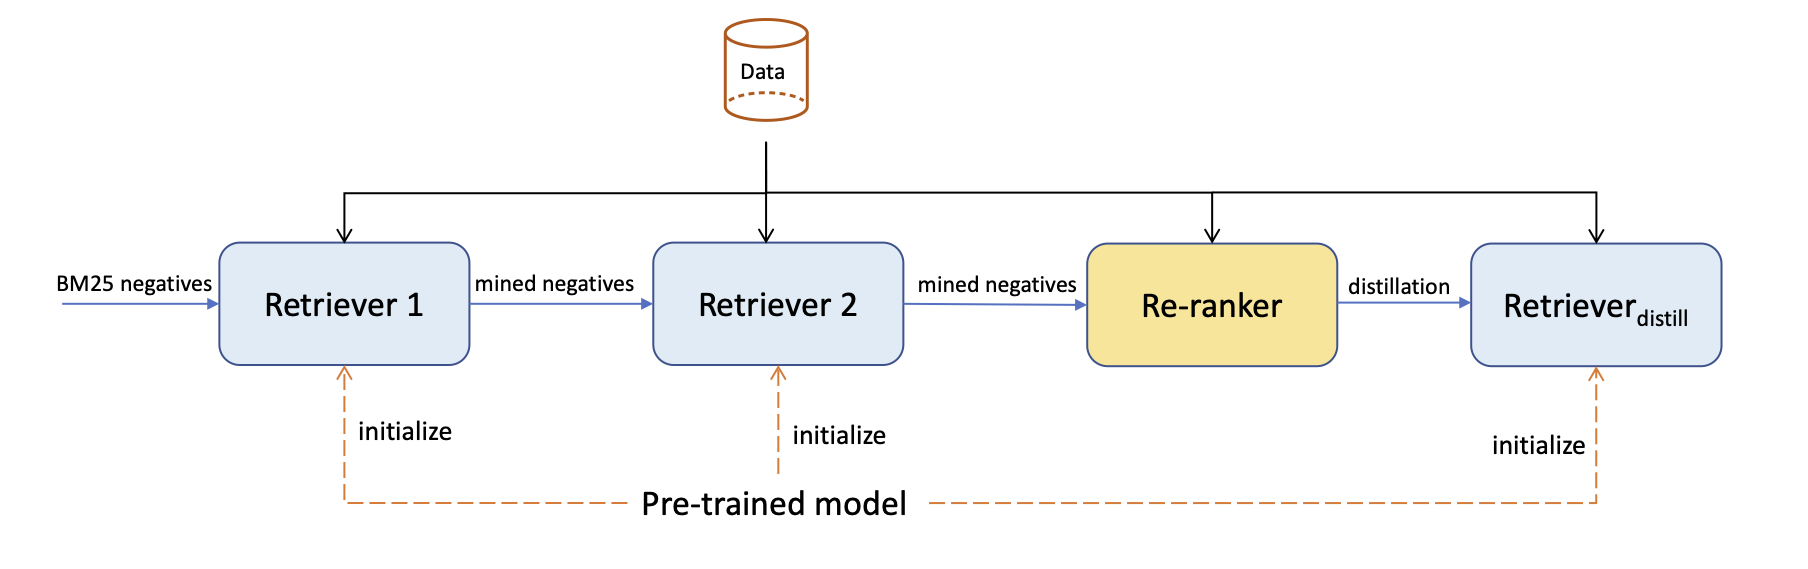 Data
BM25 negatives
Retriever 1
mined negatives
Retriever 2
mined negatives
Re-ranker
distillation
Retriever distill
initialize
initialize
initialize
Pre-trained model